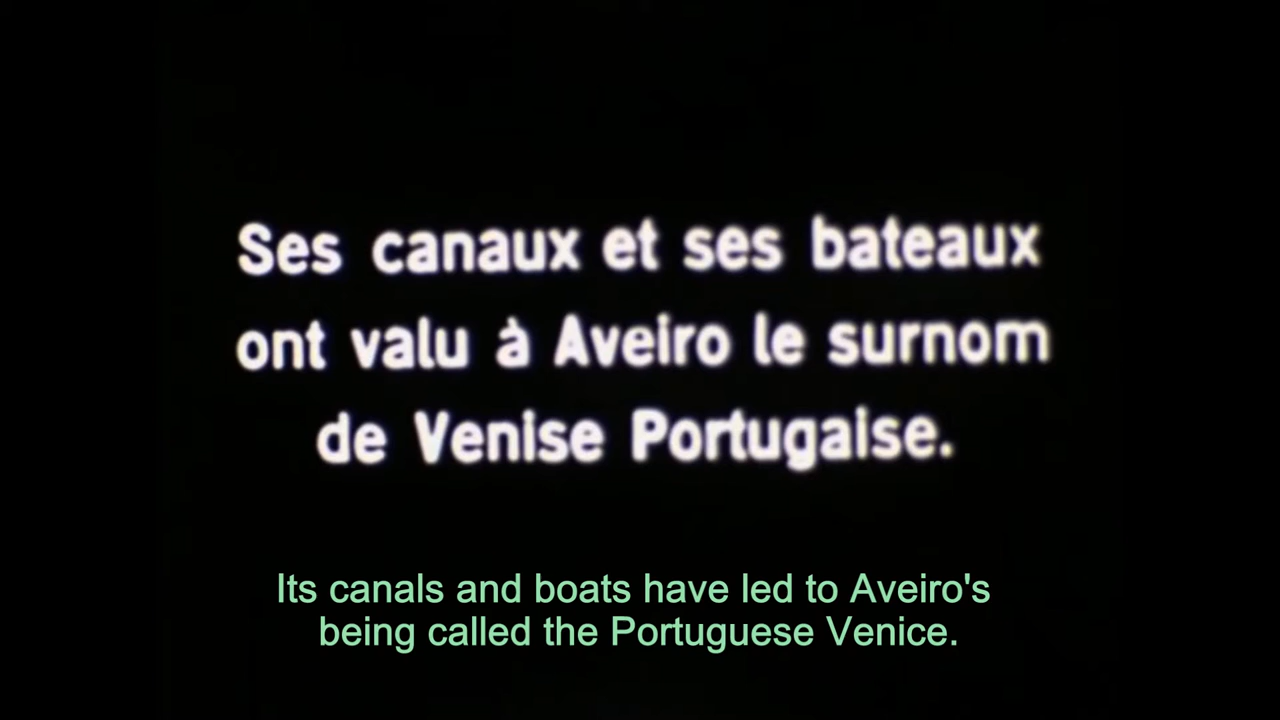 Ses canaux et ses bateaux
ont valu à Aveiro le surnom
de Venise Portugaise.
Its canals and boats have led to Aveiro's
being called the Portuguese Venice.